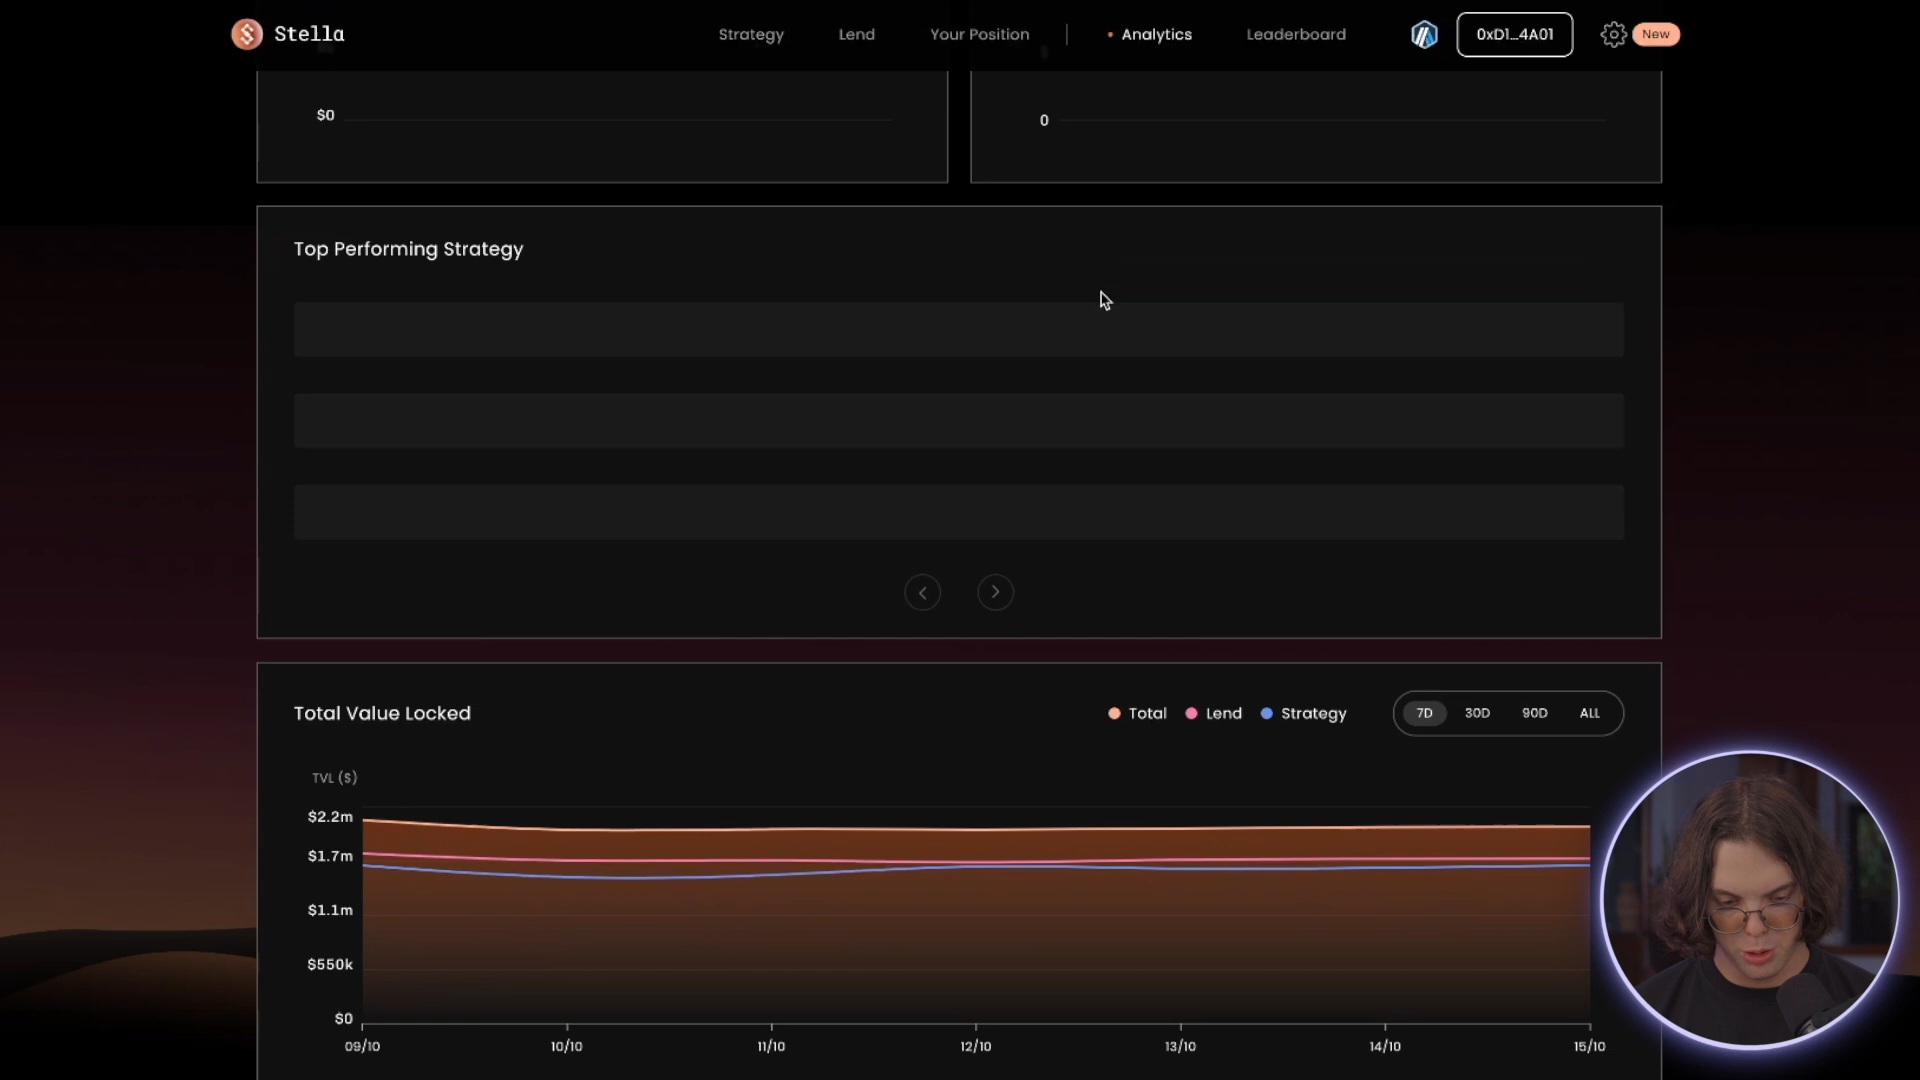 Stella
Strategy
Lend
Your Position
Analytics
Leaderboard
0xD1...4A01
New
$0
0
Top Performing Strategy
Total Value Locked
Total
Lend
Strategy
7D
30D
90D
ALL
TVL ($)
$2.2m
$1.7m
$1.1m
$550k
$0
09/10
10/10
11/10
12/10
13/10
14/10
15/10